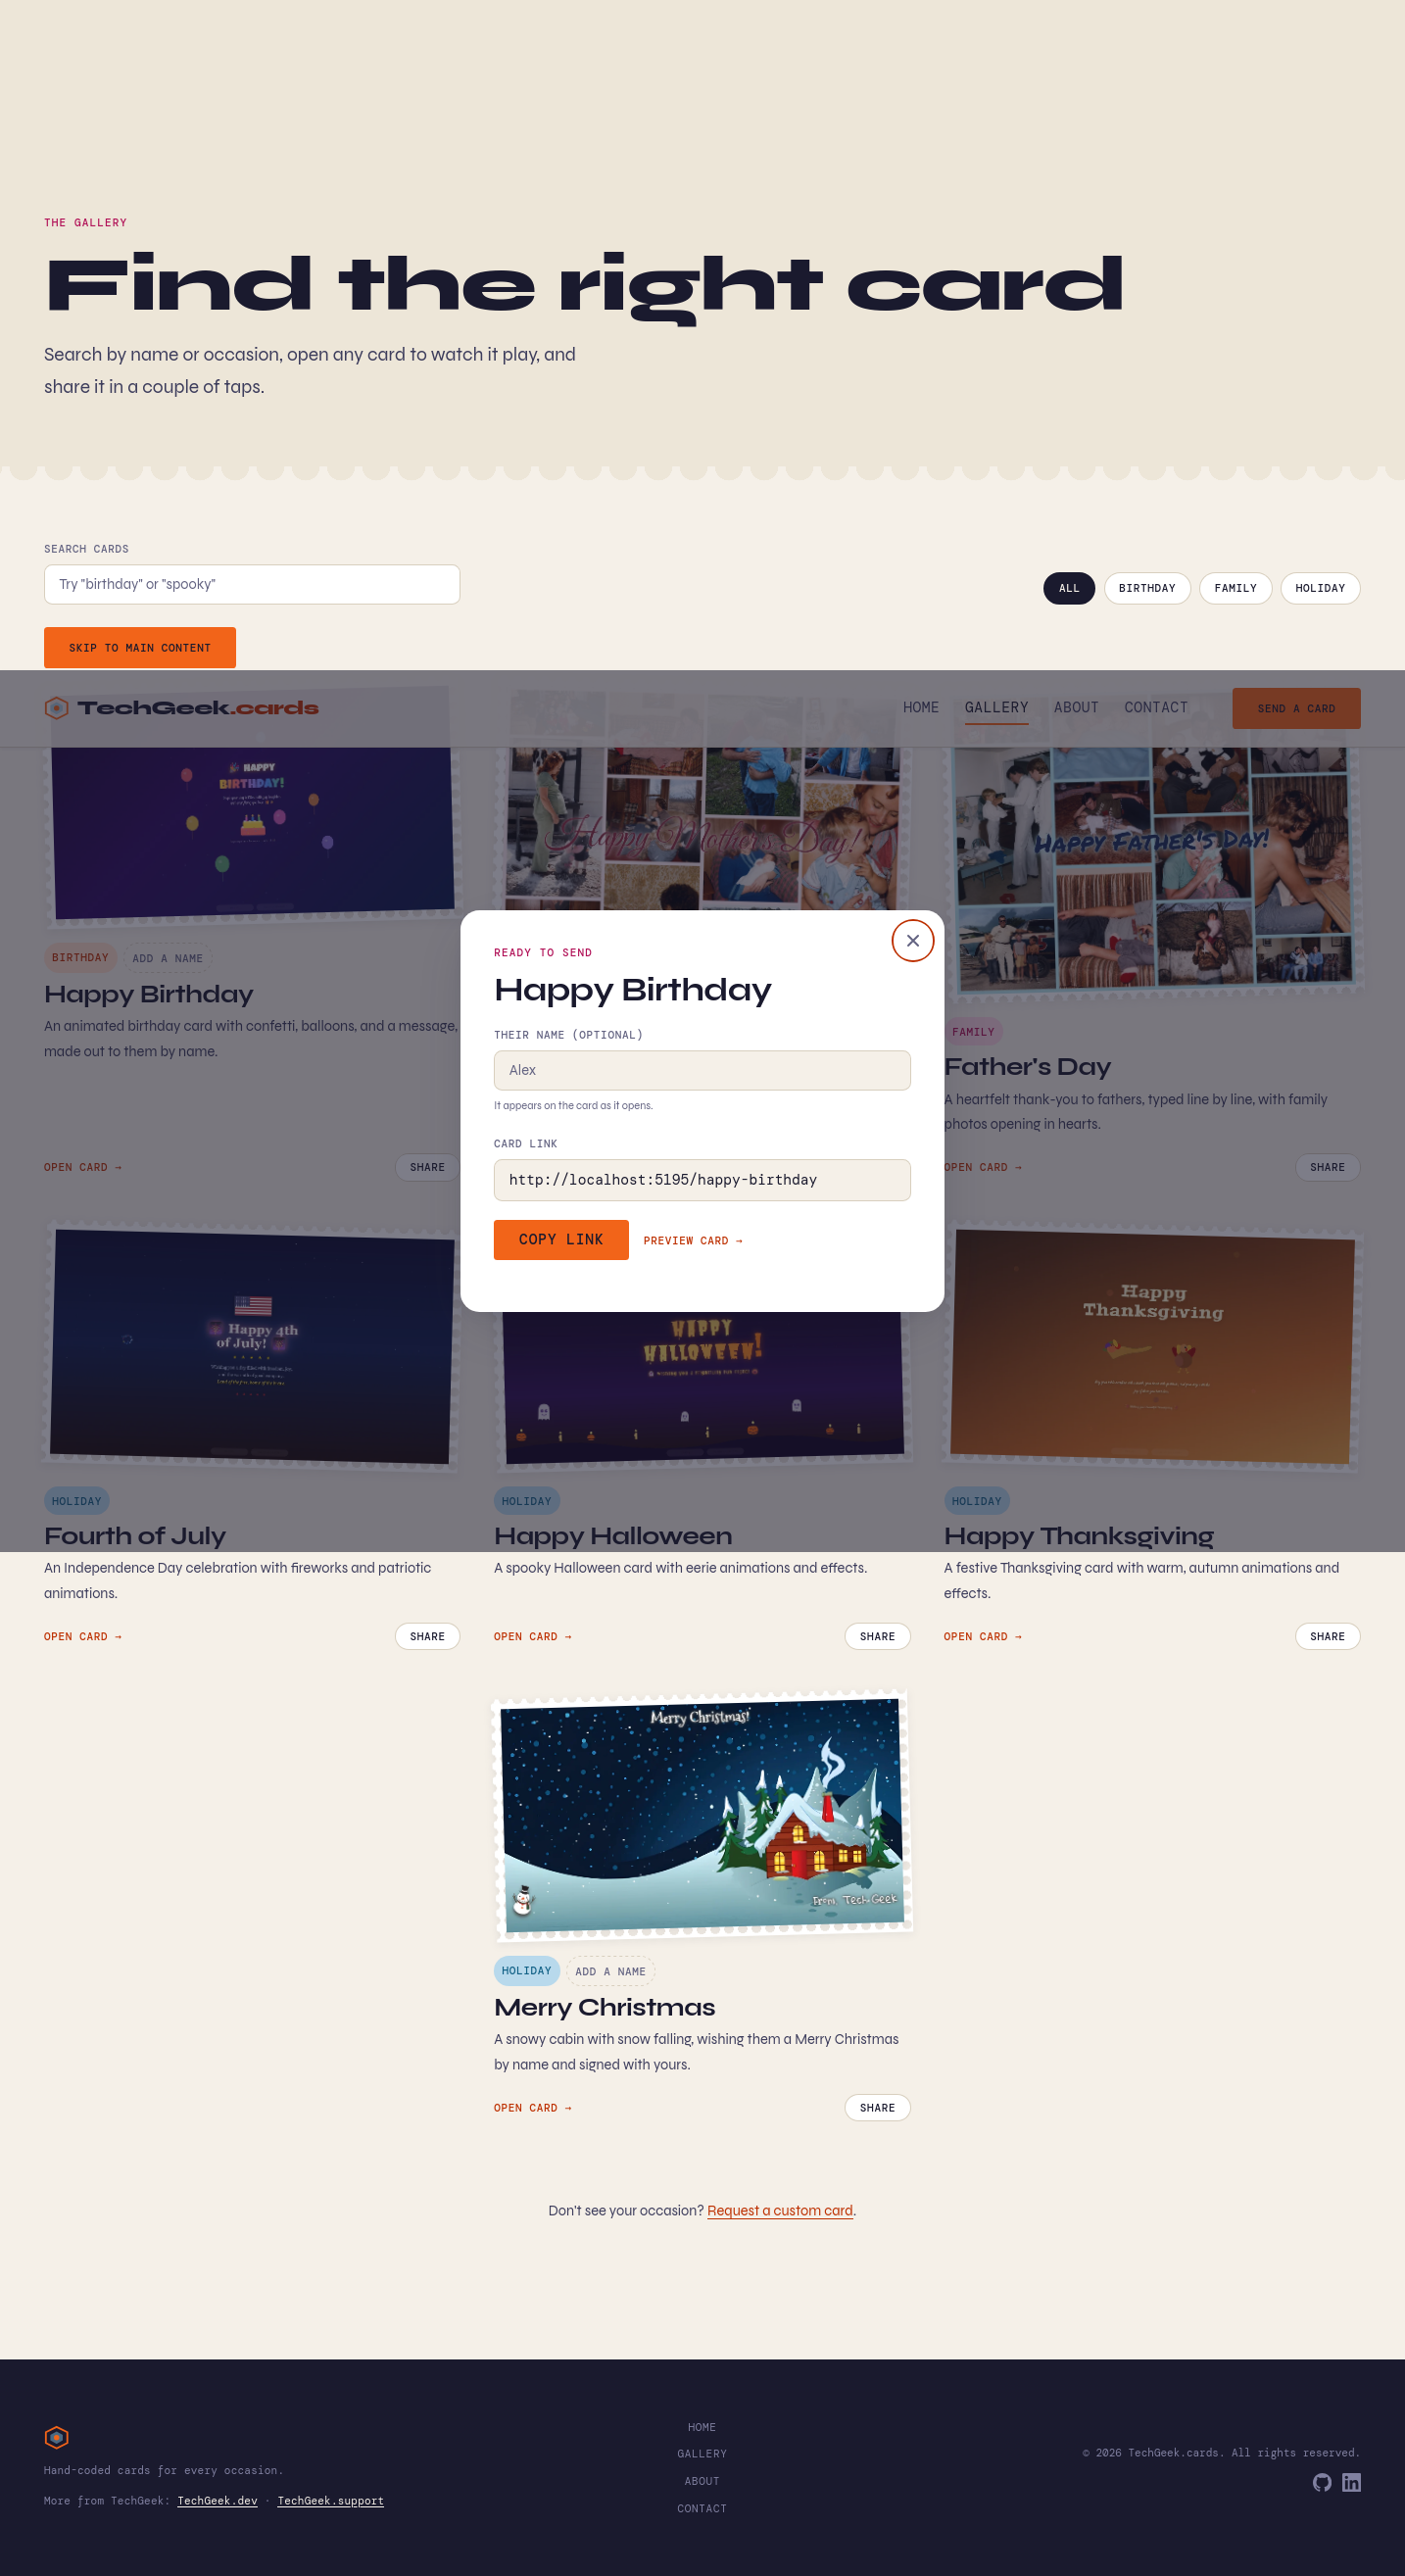 THE GALLERY
Find the right card
Search by name or occasion, open any card to watch it play, and
share it in a couple of taps.
SEARCH CARDS
Try "birthday" or "spooky"
ALL
BIRTHDAY
FAMILY
HOLIDAY
SKIP TO MAIN CONTENT
TechGeek.cards
HOME
GALLERY
ABOUT
CONTACT
SEND A CARD
HAPPY
BIRTHDAY!
Happy Mother's Day!
HAPPY FATHER'S DAY!
BIRTHDAY
ADD A NAME
Happy Birthday
An animated birthday card with confetti, balloons, and a message,
made out to them by name.
OPEN CARD →
SHARE
READY TO SEND
Happy Birthday
THEIR NAME (OPTIONAL)
Alex
It appears on the card as it opens.
CARD LINK
http://localhost:5195/happy-birthday
COPY LINK
PREVIEW CARD →
FAMILY
Father's Day
A heartfelt thank-you to fathers, typed line by line, with family
photos opening in hearts.
OPEN CARD →
SHARE
Happy 4th
of July!
HAPPY
HALLOWEEN!
Happy
Thanksgiving
HOLIDAY
Fourth of July
An Independence Day celebration with fireworks and patriotic
animations.
OPEN CARD →
SHARE
HOLIDAY
Happy Halloween
A spooky Halloween card with eerie animations and effects.
OPEN CARD →
SHARE
HOLIDAY
Happy Thanksgiving
A festive Thanksgiving card with warm, autumn animations and
effects.
OPEN CARD →
SHARE
Merry Christmas!
From: Tech-Geek
HOLIDAY
ADD A NAME
Merry Christmas
A snowy cabin with snow falling, wishing them a Merry Christmas
by name and signed with yours.
OPEN CARD →
SHARE
Don't see your occasion? Request a custom card.
Hand-coded cards for every occasion.
More from TechGeek: TechGeek.dev · TechGeek.support
HOME
GALLERY
ABOUT
CONTACT
© 2026 TechGeek.cards. All rights reserved.